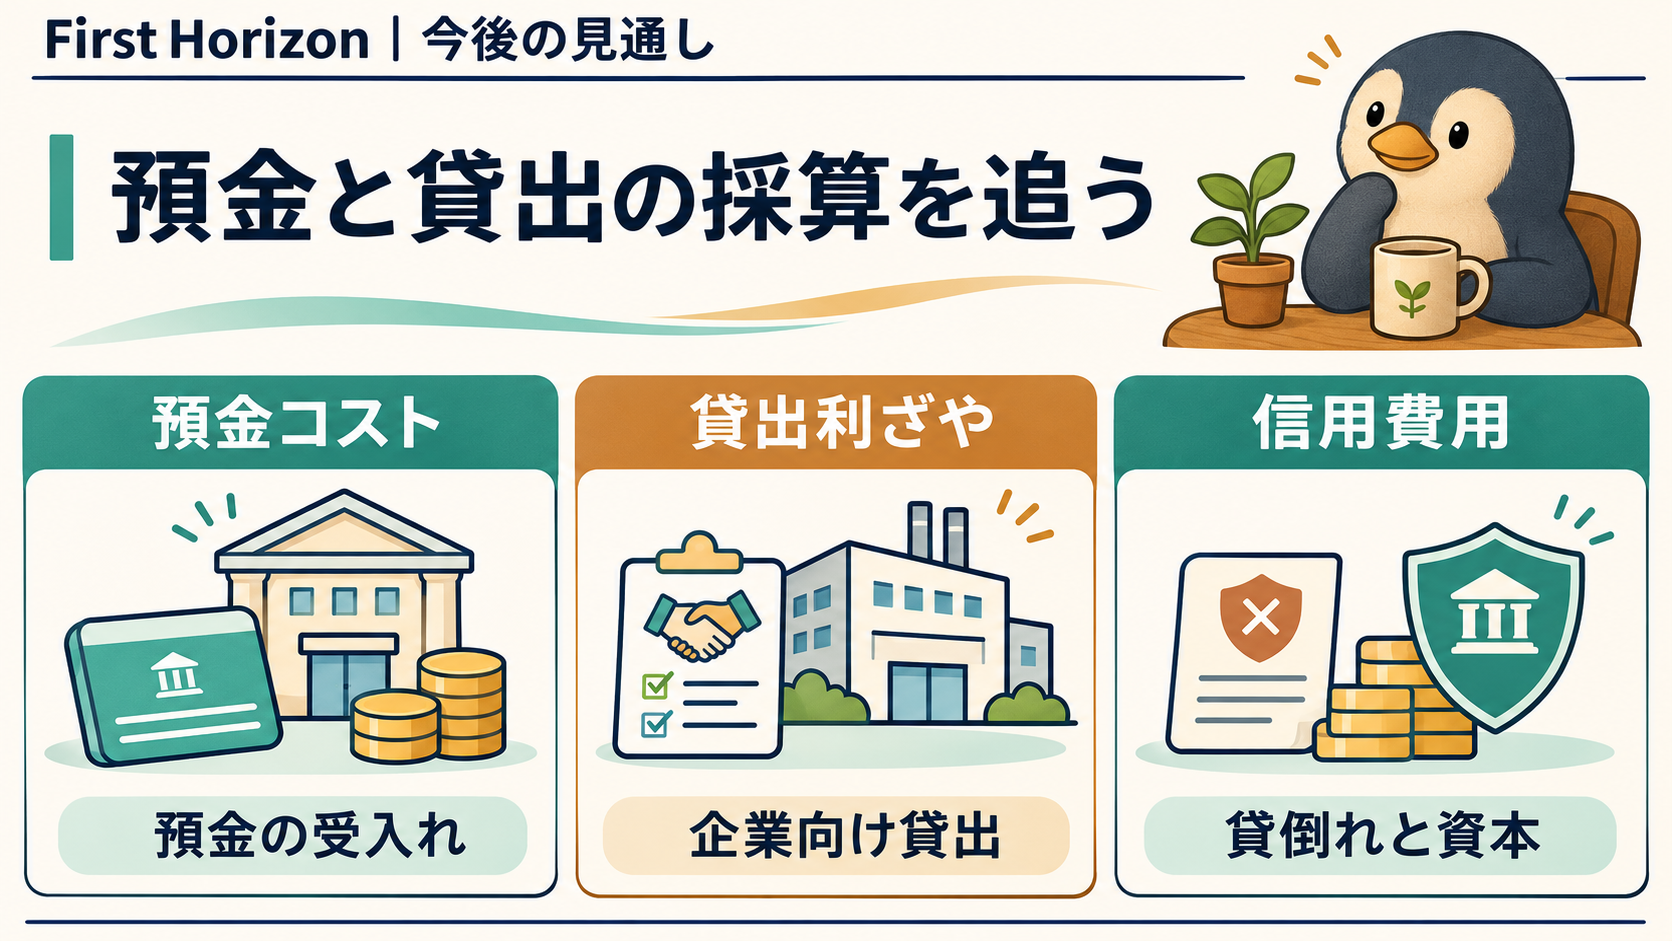 First Horizon｜今後の見通し
預金と貸出の採算を追う
預金コスト
預金の受入れ
貸出利ざや
企業向け貸出
信用費用
貸倒れと資本